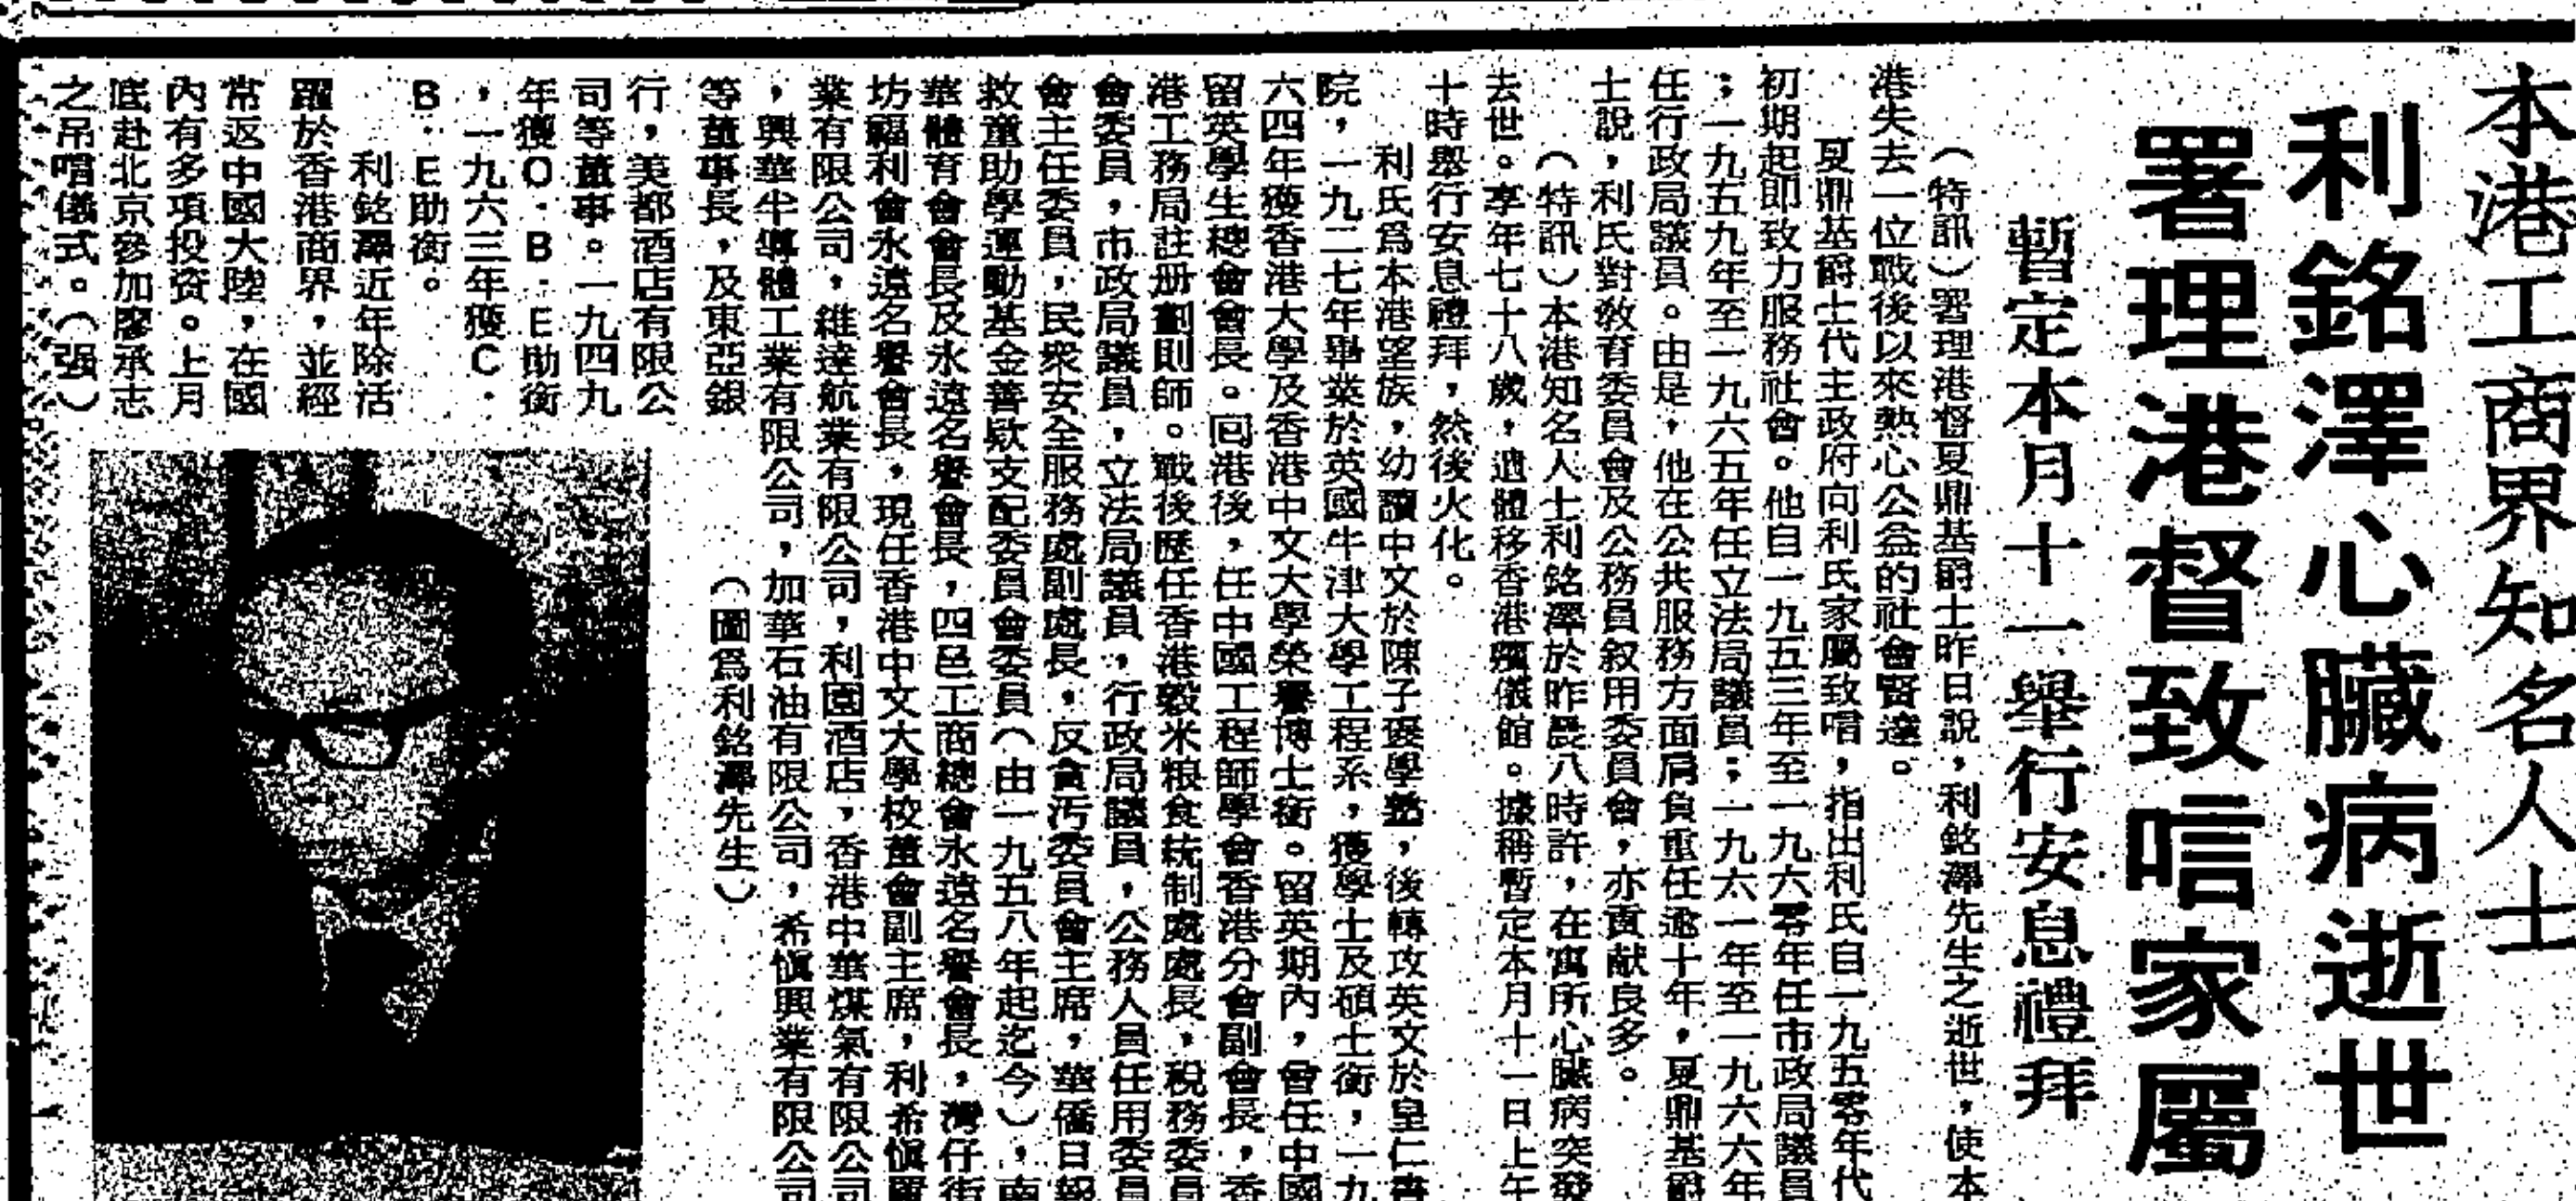 本港工商界知名人士
利銘澤心臟病逝世
署理港督致唁家屬
暫定本月十一舉行安息禮拜
（特訊）署理港督夏鼎基爵士昨日說，利銘澤先生之逝世，使本
港失去一位戰後以來熱心公益的社會賢達。
夏鼎基爵士代主政府向利氏家屬致唁，指出利氏自一九五零年代
初期起即致力服務社會。他自一九五三年至一九六零年任市政局議員
；一九五九年至一九六五年任立法局議員；一九六一年至一九六六年
任行政局議員。由是，他在公共服務方面肩負重任逾十年，夏鼎基爵
士說，利氏對敎育委員會及公務員叙用委員會，亦貢献良多。
（特訊）本港知名人士利銘澤於昨晨八時許，在寓所心臟病突發
去世。享年七十八歲，遺體移香港殯儀館。據稱暫定本月十一日上午
十時舉行安息禮拜，然後火化。
利氏爲本港望族，幼讀中文於陳子褒學塾，後轉攻英文於皇仁書
院，一九二七年畢業於英國牛津大學工程系，獲學士及碩士銜，一九
六四年獲香港大學及香港中文大學榮譽博士銜。留英期內，曾任中國
留英學生總會會長。回港後，任中國工程師學會香港分會副會長，香
港工務局註册劃則師。戰後歷任香港穀米粮食統制處處長，稅務委員
會委員，市政局議員，立法局議員，行政局議員，公務人員任用委員
會主任委員，民衆安全服務處副處長，反貪汚委員會主席，華僑日報
救童助學運動基金善欵支配委員會委員（由一九五八年起迄今），南
華體育會會長及永遠名譽會長，四邑工商總會永遠名譽會長，灣仔街
坊福利會永遠名譽會長，現任香港中文大學校董會副主席，利希愼置
業有限公司，維達航業有限公司，利園酒店，香港中華煤氣有限公司
，興華半導體工業有限公司，加華石油有限公司，希愼興業有限公司
等董事長，及東亞銀
行，美都酒店有限公
司等董事。一九四九
年獲O．B．E勛銜
，一九六三年獲C．
B．E助銜。
利銘澤近年除活
躍於香港商界，並經
常返中國大陸，在國
內有多項投資。上月
底赴北京參加廖承志
之吊唁儀式。（强）
（圖爲利銘澤先生）